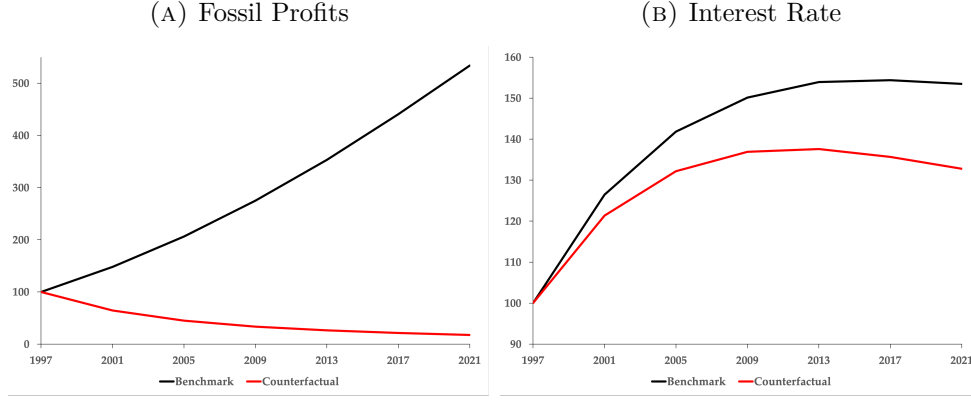 (A) Fossil Profits
500
400
300
200
100
0
1997 2001 2005 2009 2013 2017 2021
Benchmark Counterfactual
(B) Interest Rate
160
150
140
130
120
110
100
90
1997 2001 2005 2009 2013 2017 2021
Benchmark Counterfactual